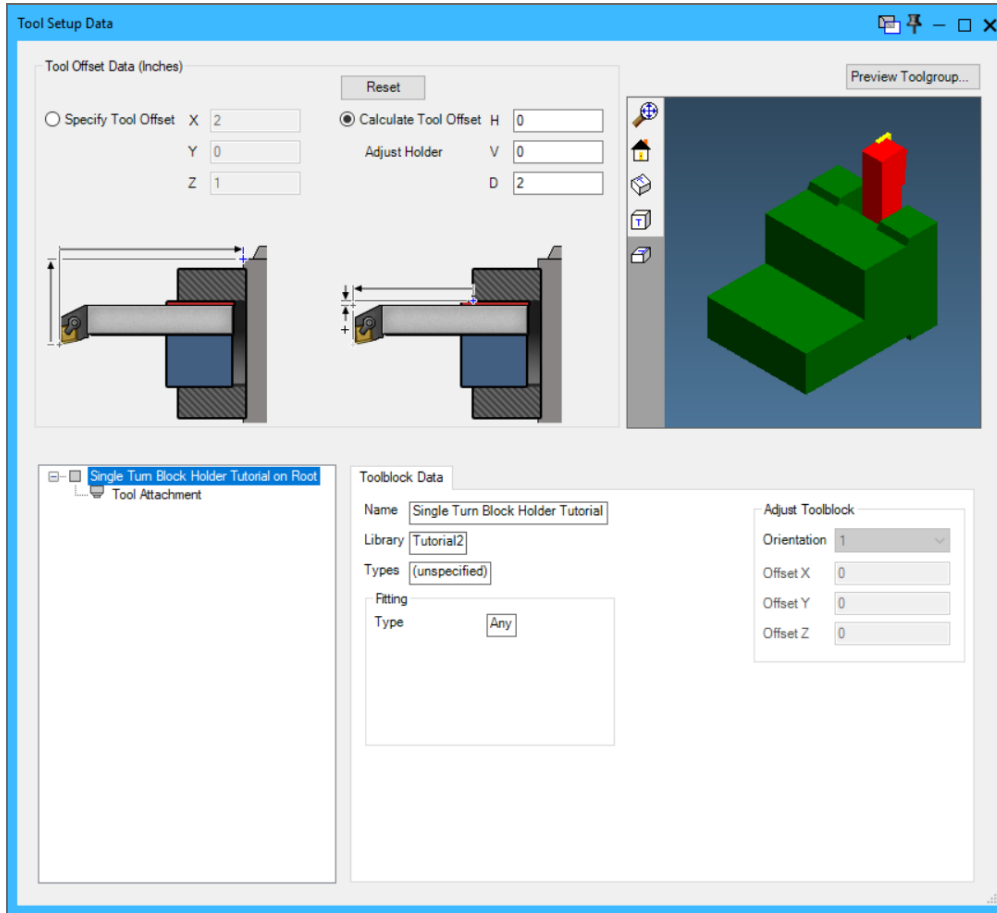 Tool Setup Data
Tool Offset Data (Inches)
Reset
Preview Toolgroup...
Specify Tool Offset X 2
Calculate Tool Offset H 0
Y 0
Adjust Holder V 0
Z 1
D 2
T
+
Single Turn Block Holder Tutorial on Root
Tool Attachment
Toolblock Data
Name Single Turn Block Holder Tutorial
Library Tutorial2
Types (unspecified)
Fitting
Type Any
Adjust Toolblock
Orientation 1
Offset X 0
Offset Y 0
Offset Z 0